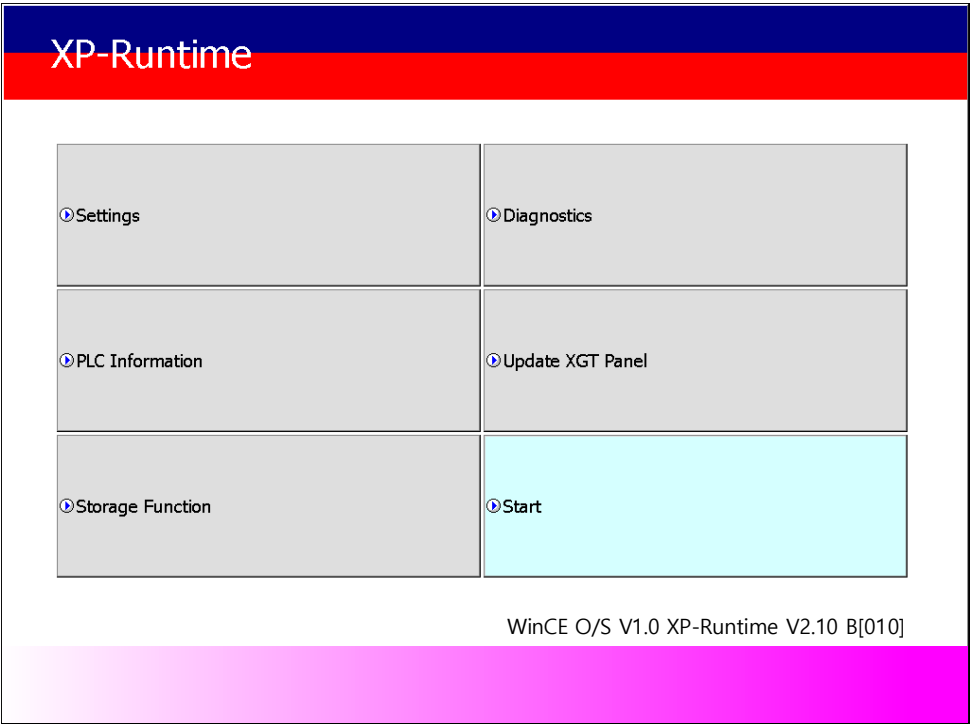 XP-Runtime
Settings
Diagnostics
PLC Information
Update XGT Panel
Storage Function
Start
WinCE O/S V1.0 XP-Runtime V2.10 B[010]